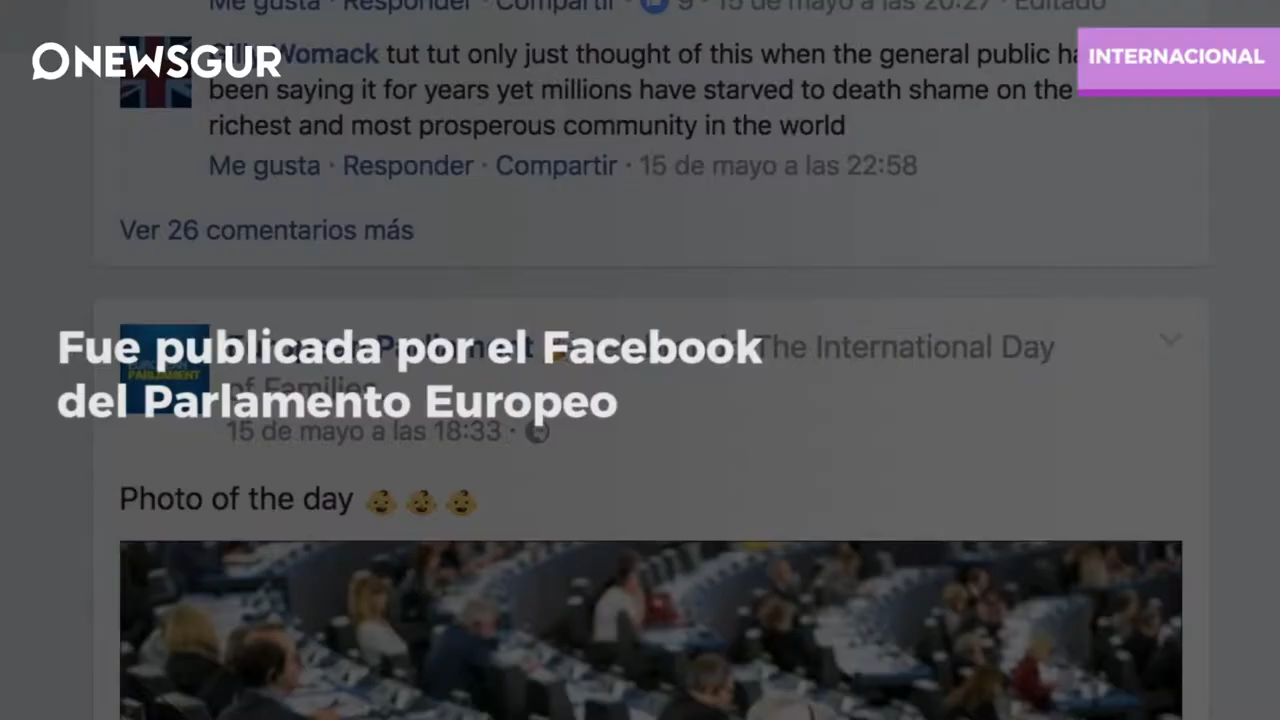 Me gusta · Responder · Compartir · 9 · 15 de mayo a las 20:27 · Editado
NEWSGUR
INTERNACIONAL
Womack tut tut only just thought of this when the general public
been saying it for years yet millions have starved to death shame on the
richest and most prosperous community in the world
Me gusta · Responder · Compartir · 15 de mayo a las 22:58
Ver 26 comentarios más
Fue publicada por el Facebook
del Parlamento Europeo
The International Day
of Families
PARLIAMENT
15 de mayo a las 18:33 ·
Photo of the day